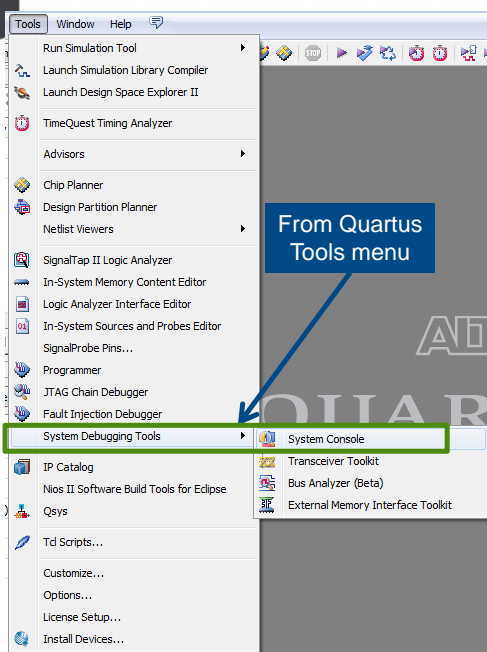 Tools Window Help
Run Simulation Tool
Launch Simulation Library Compiler
Launch Design Space Explorer II
TimeQuest Timing Analyzer
Advisors
Chip Planner
Design Partition Planner
Netlist Viewers
From Quartus
Tools menu
SignalTap II Logic Analyzer
In-System Memory Content Editor
Logic Analyzer Interface Editor
In-System Sources and Probes Editor
SignalProbe Pins...
Programmer
JTAG Chain Debugger
Fault Injection Debugger
System Debugging Tools
System Console
Transceiver Toolkit
Bus Analyzer (Beta)
External Memory Interface Toolkit
IP Catalog
Nios II Software Build Tools for Eclipse
Qsys
Tcl Scripts...
Customize...
Options...
License Setup...
Install Devices...
STOP